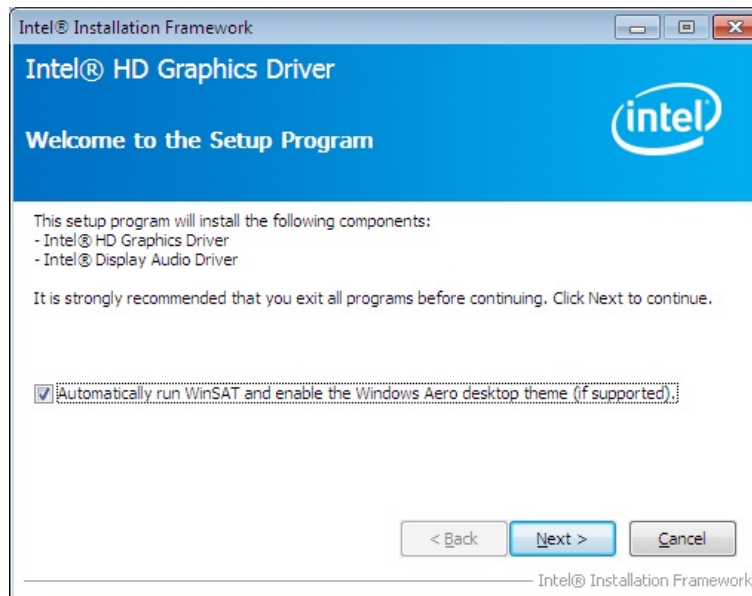 Intel® Installation Framework
Intel® HD Graphics Driver
intel
Welcome to the Setup Program
This setup program will install the following components:
- Intel® HD Graphics Driver
- Intel® Display Audio Driver
It is strongly recommended that you exit all programs before continuing. Click Next to continue.
Automatically run WinSAT and enable the Windows Aero desktop theme (if supported).
< Back Next > Cancel
Intel® Installation Framework